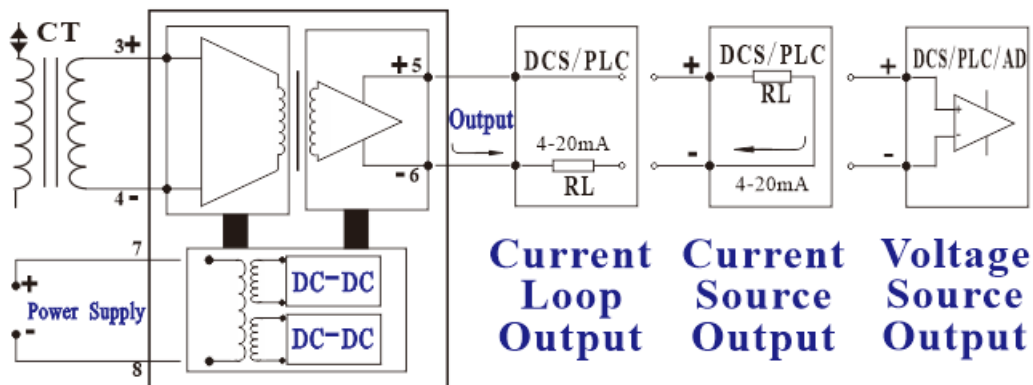 CT
3+
4-
7
+
Power Supply
-
8
+5
-6
DC-DC
DC-DC
Output
DCS/PLC
4-20mA
RL
Current
Loop
Output
+
DCS/PLC
RL
-
4-20mA
Current
Source
Output
+
DCS/PLC/AD
+
-
-
Voltage
Source
Output